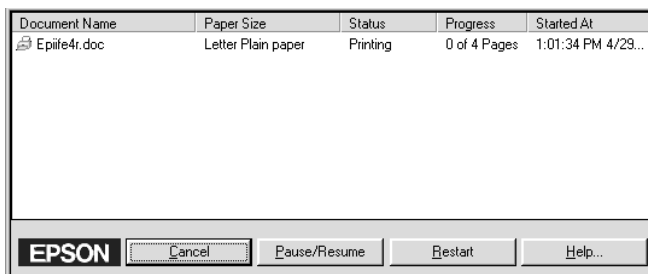 Document Name Paper Size Status Progress Started At
Epiife4r.doc Letter Plain paper Printing 0 of 4 Pages 1:01:34 PM 4/29...
EPSON Cancel Pause/Resume Restart Help...